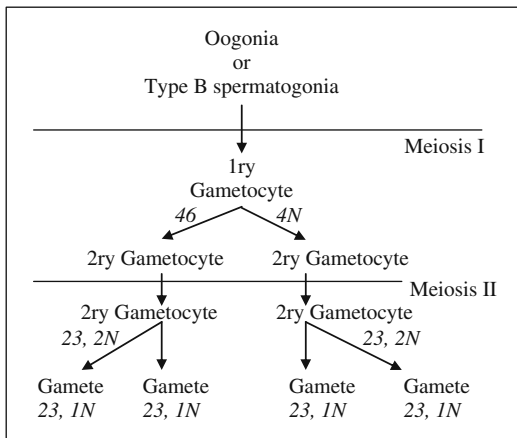 Oogonia
or
Type B spermatogonia
Meiosis I
1ry
Gametocyte
46 4N
2ry Gametocyte 2ry Gametocyte
Meiosis II
2ry Gametocyte 2ry Gametocyte
23, 2N 23, 2N
Gamete Gamete Gamete Gamete
23, 1N 23, 1N 23, 1N 23, 1N